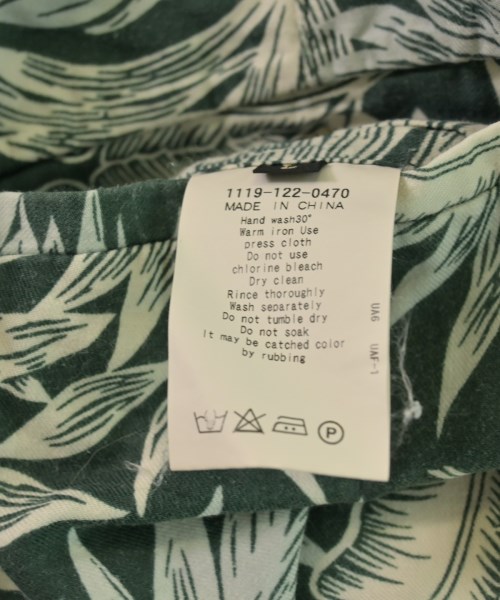 1119-122-0470
MADE IN CHINA
Hand wash30°
Warm iron Use
press cloth
Do not use
chlorine bleach
Dry clean
Rince thoroughly
Wash separately
Do not tumble dry
Do not soak
It may be catched color
by rubbing
UA6 UAF-1
P